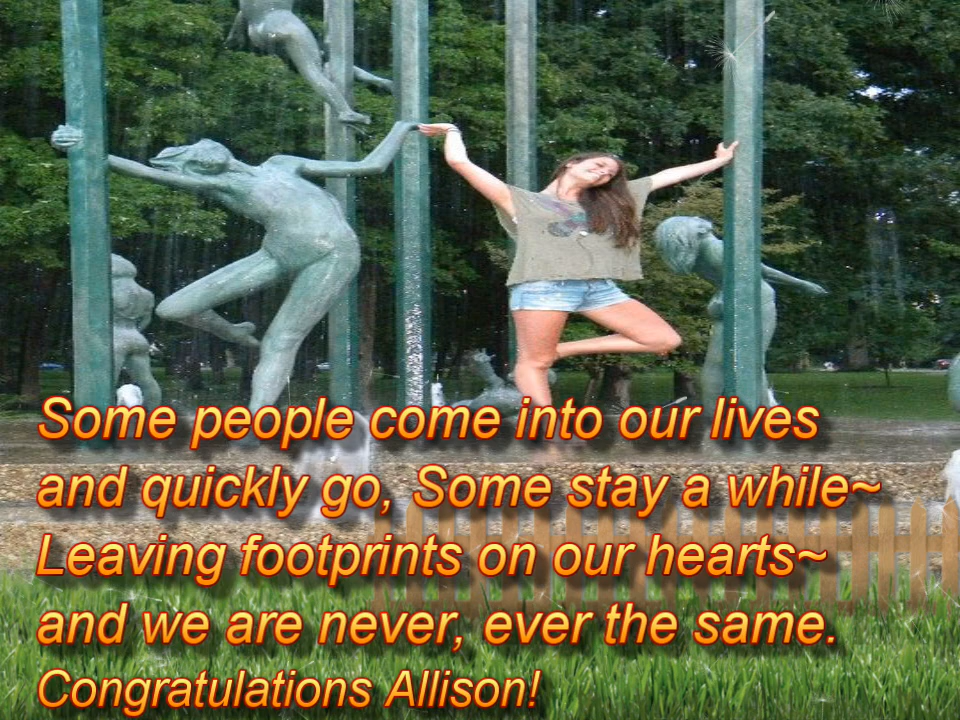 Some people come into our lives
and quickly go, Some stay a while~
Leaving footprints on our hearts~
and we are never, ever the same.
Congratulations Allison!